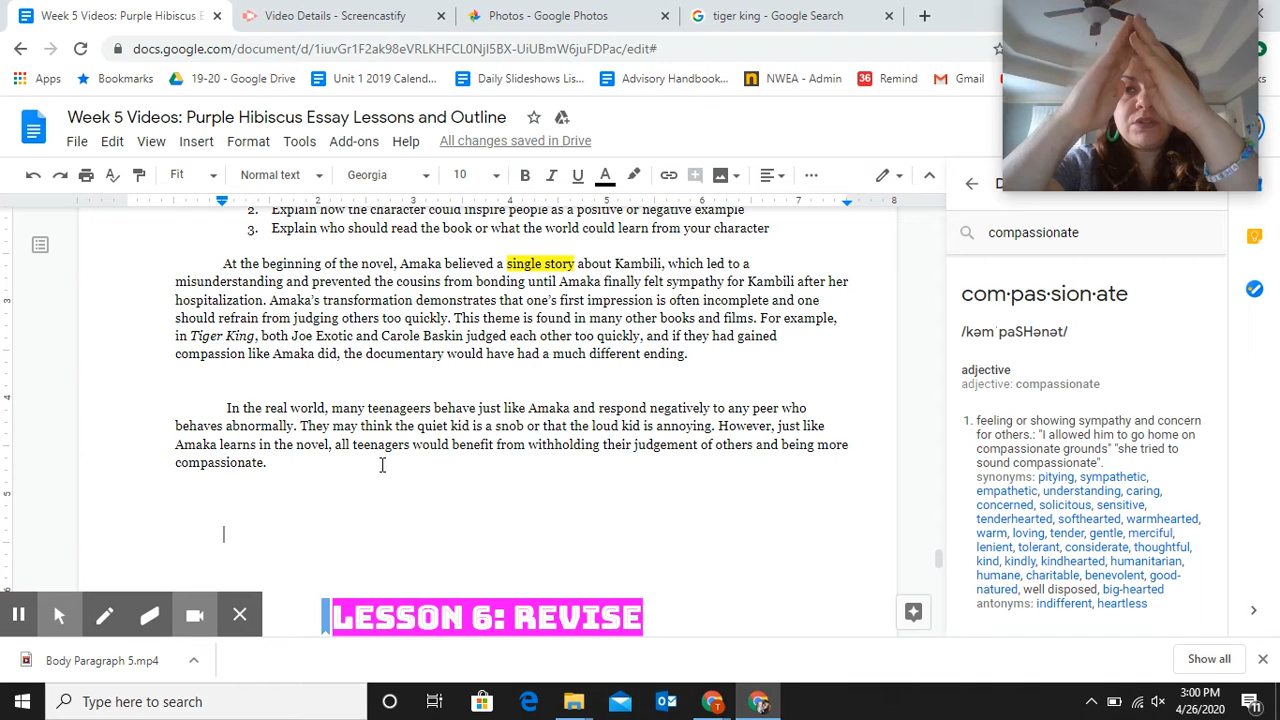 Week 5 Videos: Purple Hibiscus E
Video Details - Screencastify
Photos - Google Photos
tiger king - Google Search
docs.google.com/document/d/1iuvGr1F2ak98eVRLKHFCL0NjI5BX-UiUBmW6juFDPac/edit#
Apps
Bookmarks
19-20 - Google Drive
Unit 1 2019 Calend...
Daily Slideshows Lis...
Advisory Handbook...
NWEA - Admin
36 Remind
Gmail
Week 5 Videos: Purple Hibiscus Essay Lessons and Outline
File Edit View Insert Format Tools Add-ons Help All changes saved in Drive
Fit Normal text Georgia 10 B I U A
2 3 4 5 6 7 8
2. Explain how the character could inspire people as a positive or negative example
3. Explain who should read the book or what the world could learn from your character
At the beginning of the novel, Amaka believed a single story about Kambili, which led to a
misunderstanding and prevented the cousins from bonding until Amaka finally felt sympathy for Kambili after her
hospitalization. Amaka's transformation demonstrates that one's first impression is often incomplete and one
should refrain from judging others too quickly. This theme is found in many other books and films. For example,
in Tiger King, both Joe Exotic and Carole Baskin judged each other too quickly, and if they had gained
compassion like Amaka did, the documentary would have had a much different ending.
In the real world, many teenageers behave just like Amaka and respond negatively to any peer who
behaves abnormally. They may think the quiet kid is a snob or that the loud kid is annoying. However, just like
Amaka learns in the novel, all teenagers would benefit from withholding their judgement of others and being more
compassionate.
LESSON 6: REVISE
3
4
5
D
compassionate
com·pas·sion·ate
/kəmˈpaSHənət/
adjective
adjective: compassionate
1. feeling or showing sympathy and concern
for others.: "I allowed him to go home on
compassionate grounds" "she tried to
sound compassionate".
synonyms: pitying, sympathetic,
empathetic, understanding, caring,
concerned, solicitous, sensitive,
tenderhearted, softhearted, warmhearted,
warm, loving, tender, gentle, merciful,
lenient, tolerant, considerate, thoughtful,
kind, kindly, kindhearted, humanitarian,
humane, charitable, benevolent, good-
natured, well disposed, big-hearted
antonyms: indifferent, heartless
Body Paragraph 5.mp4
Show all
Type here to search
3:00 PM
4/26/2020
11